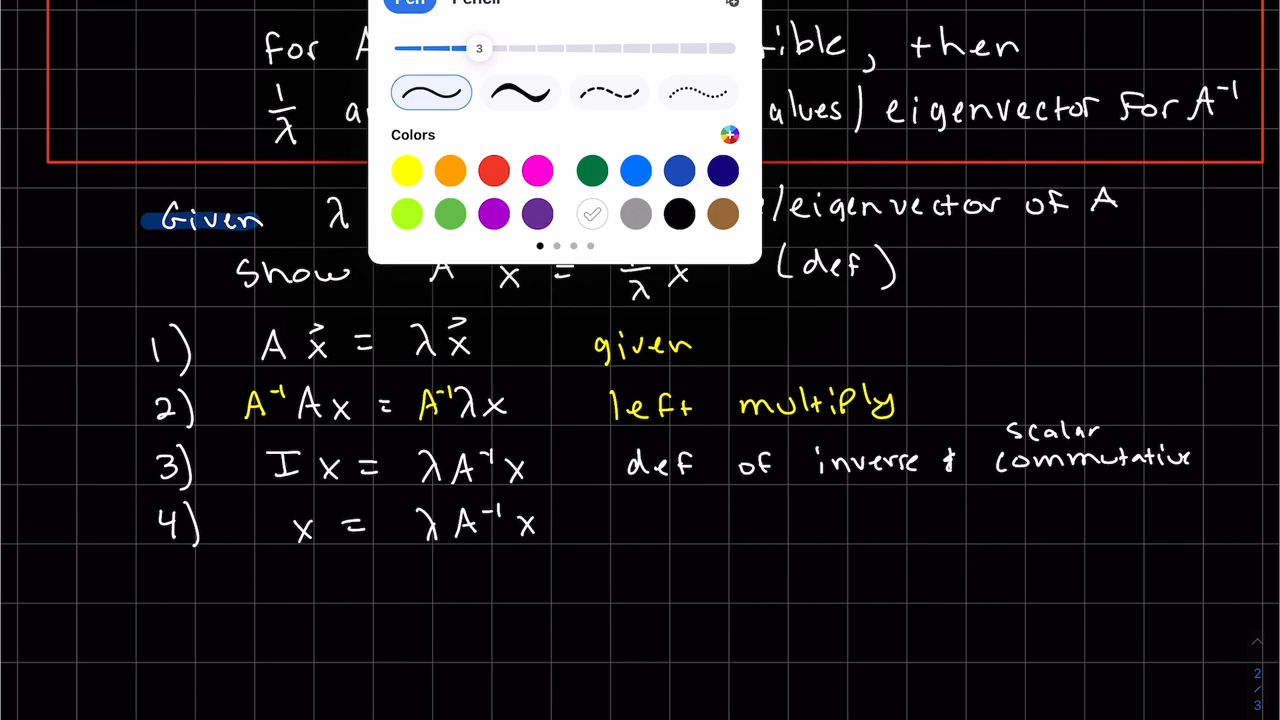 Pen Pencil
for A tible, then
3
1/λ a alues) eigenvector for A⁻¹
Colors
Given λ /eigenvector of A
Show A x = 1/λ x (def)
1) A x⃗ = λ x⃗ given
2) A⁻¹ A x = A⁻¹ λ x left multiply
scalar
3) I x = λ A⁻¹ x def of inverse & commutative
4) x = λ A⁻¹ x
2
/
3